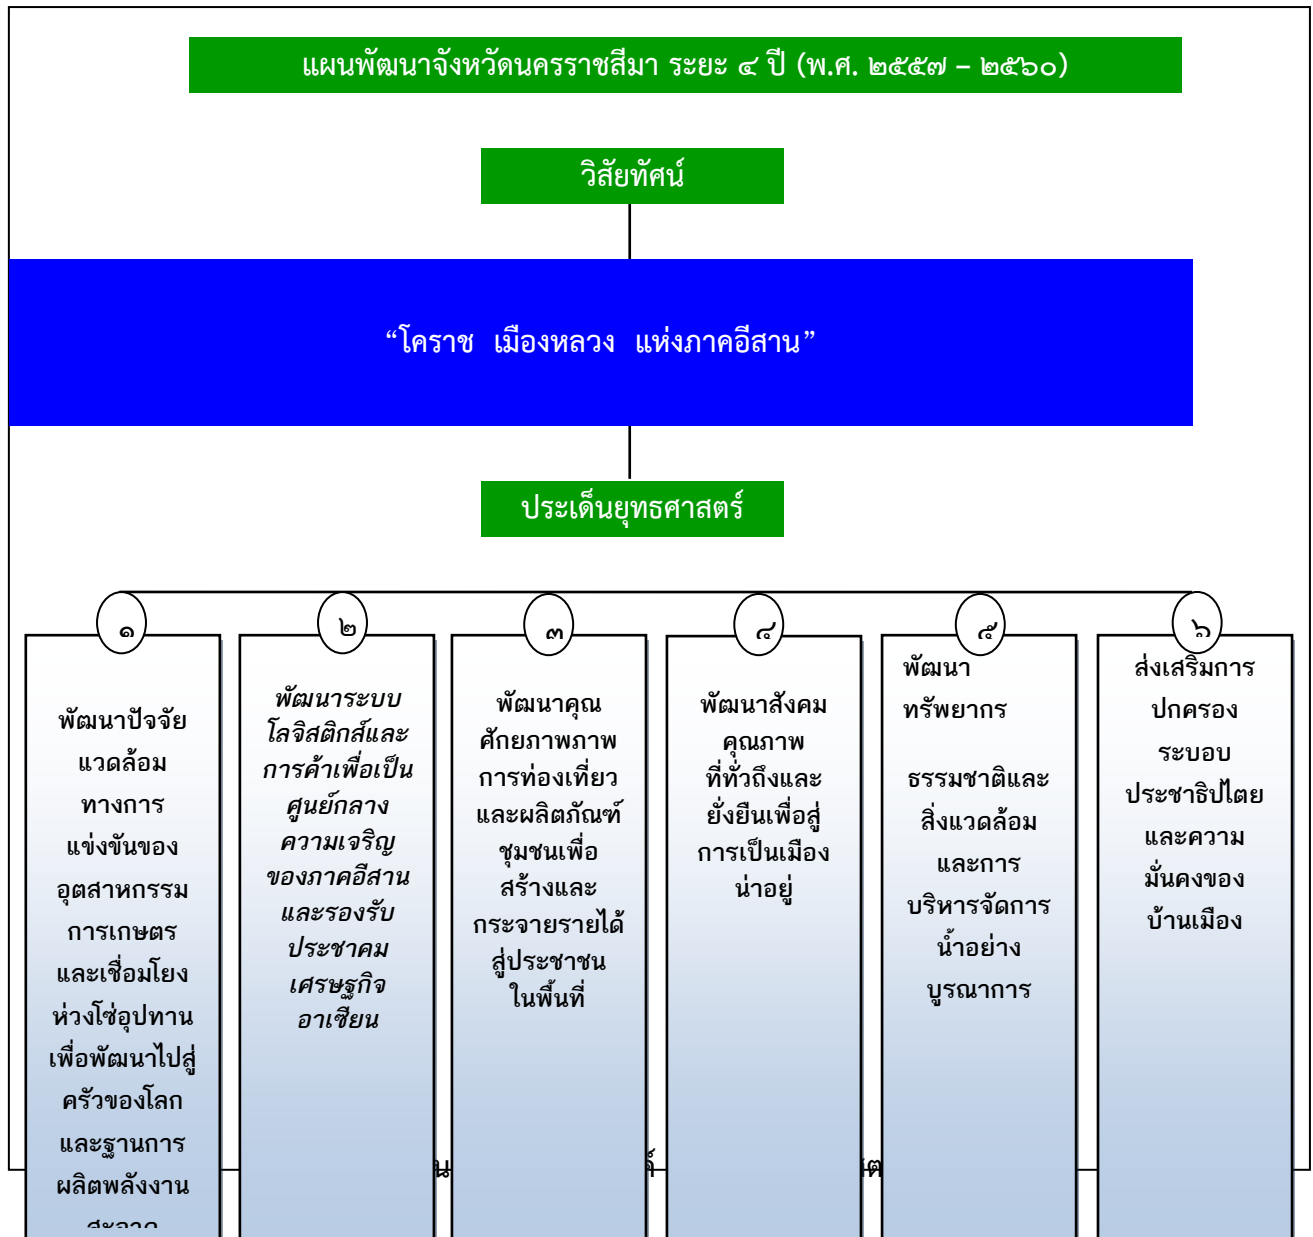 แผนพัฒนาจังหวัดนครราชสีมา ระยะ ๔ ปี (พ.ศ. ๒๕๕๗ – ๒๕๖๐)
วิสัยทัศน์
“โคราช เมืองหลวง แห่งภาคอีสาน”
ประเด็นยุทธศาสตร์
๑
พัฒนาปัจจัย
แวดล้อม
ทางการ
แข่งขันของ
อุตสาหกรรม
การเกษตร
และเชื่อมโยง
ห่วงโซ่อุปทาน
เพื่อพัฒนาไปสู่
ครัวของโลก
และฐานการ
ผลิตพลังงาน
สะอาด
๒
พัฒนาระบบ
โลจิสติกส์และ
การค้าเพื่อเป็น
ศูนย์กลาง
ความเจริญ
ของภาคอีสาน
และรองรับ
ประชาคม
เศรษฐกิจ
อาเซียน
๓
พัฒนาคุณ
ศักยภาพภาพ
การท่องเที่ยว
และผลิตภัณฑ์
ชุมชนเพื่อ
สร้างและ
กระจายรายได้
สู่ประชาชน
ในพื้นที่
๔
พัฒนาสังคม
คุณภาพ
ที่ทั่วถึงและ
ยั่งยืนเพื่อสู่
การเป็นเมือง
น่าอยู่
๕
พัฒนา
ทรัพยากร
ธรรมชาติและ
สิ่งแวดล้อม
และการ
บริหารจัดการ
น้ำอย่าง
บูรณาการ
๖
ส่งเสริมการ
ปกครอง
ระบอบ
ประชาธิปไตย
และความ
มั่นคงของ
บ้านเมือง